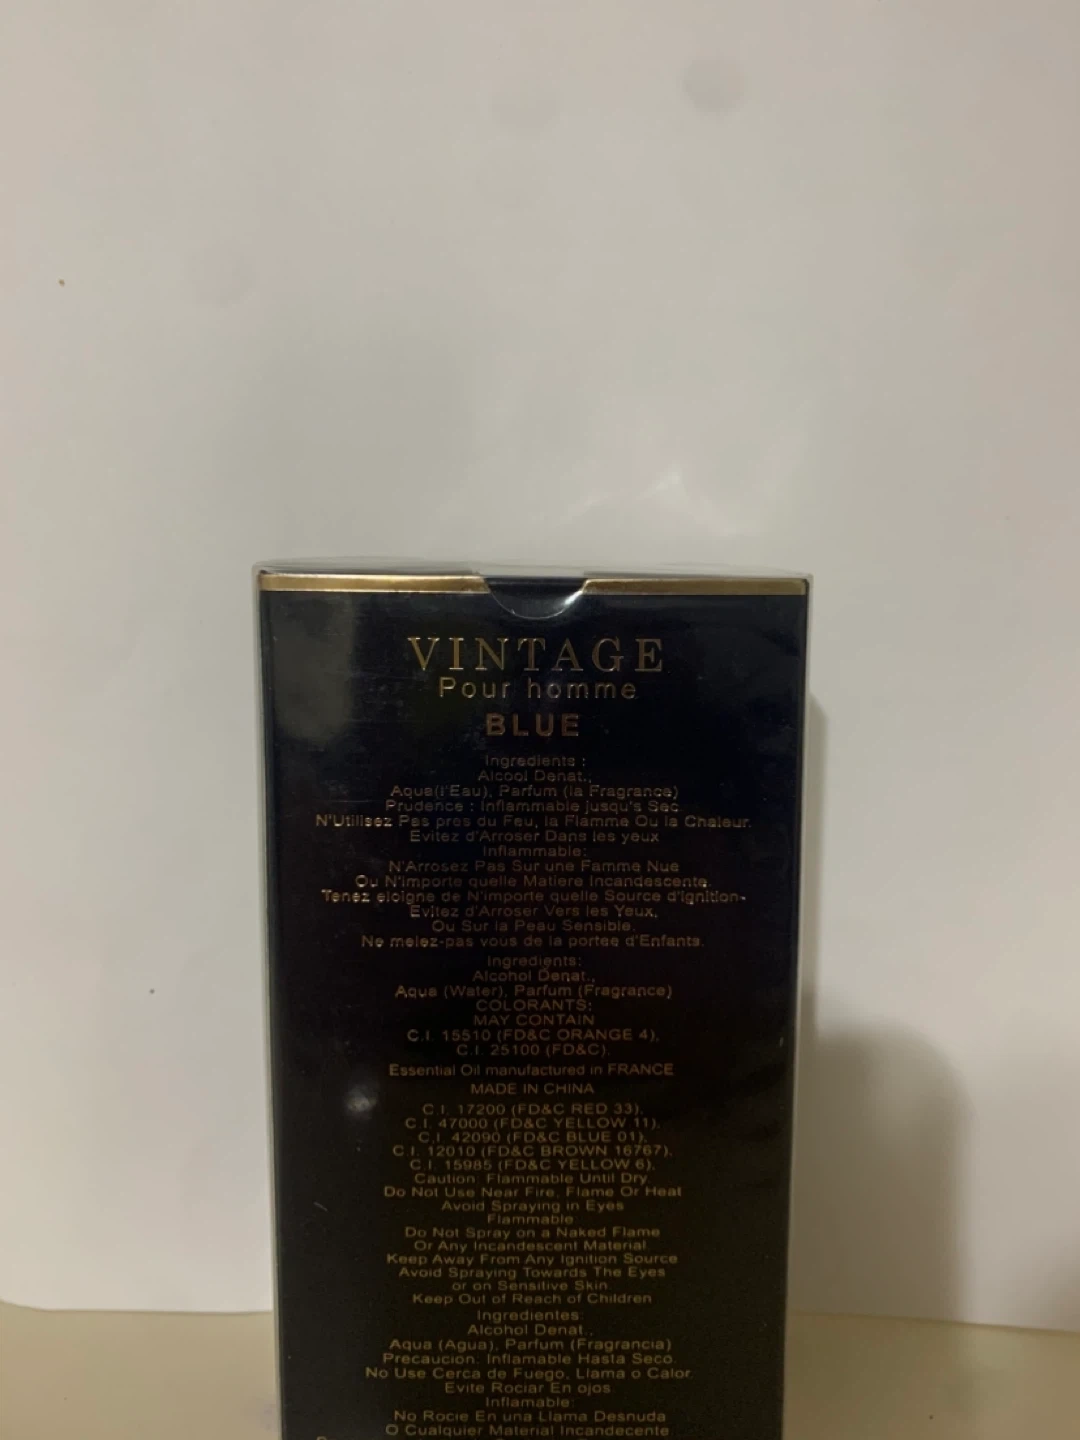 VINTAGE
Pour homme
BLUE
Ingredients :
Alcool Denat.,
Aqua(l'Eau), Parfum (la Fragrance)
Prudence : Inflammable jusqu's Sec
N'Utilisez Pas pres du Feu, la Flamme Ou la Chaleur.
Evitez d'Arroser Dans les yeux
Inflammable:
N'Arrosez Pas Sur une Famme Nue
Ou N'importe quelle Matiere Incandescente.
Tenez eloigne de N'importe quelle Source d'ignition-
Evitez d'Arroser Vers les Yeux,
Ou Sur la Peau Sensible,
Ne melez-pas vous de la portee d'Enfants.
Ingredients:
Alcohol Denat.,
Aqua (Water), Parfum (Fragrance)
COLORANTS:
MAY CONTAIN
C.I. 15510 (FD&C ORANGE 4),
C.I. 25100 (FD&C).
Essential Oil manufactured in FRANCE
MADE IN CHINA
C.I. 17200 (FD&C RED 33),
C.I. 47000 (FD&C YELLOW 11),
C.I. 42090 (FD&C BLUE 01),
C.I. 12010 (FD&C BROWN 16767),
C.I. 15985 (FD&C YELLOW 6),
Caution: Flammable Until Dry.
Do Not Use Near Fire, Flame Or Heat
Avoid Spraying in Eyes
Flammable
Do Not Spray on a Naked Flame
Or Any Incandescent Material.
Keep Away From Any Ignition Source
Avoid Spraying Towards The Eyes
or on Sensitive Skin.
Keep Out of Reach of Children
Ingredientes:
Alcohol Denat.,
Aqua (Agua), Parfum (Fragrancia)
Precaucion: Inflamable Hasta Seco.
No Use Cerca de Fuego, Llama o Calor.
Evite Rociar En ojos.
Inflamable:
No Rocie En una Llama Desnuda
O Cualquier Material Incandecente